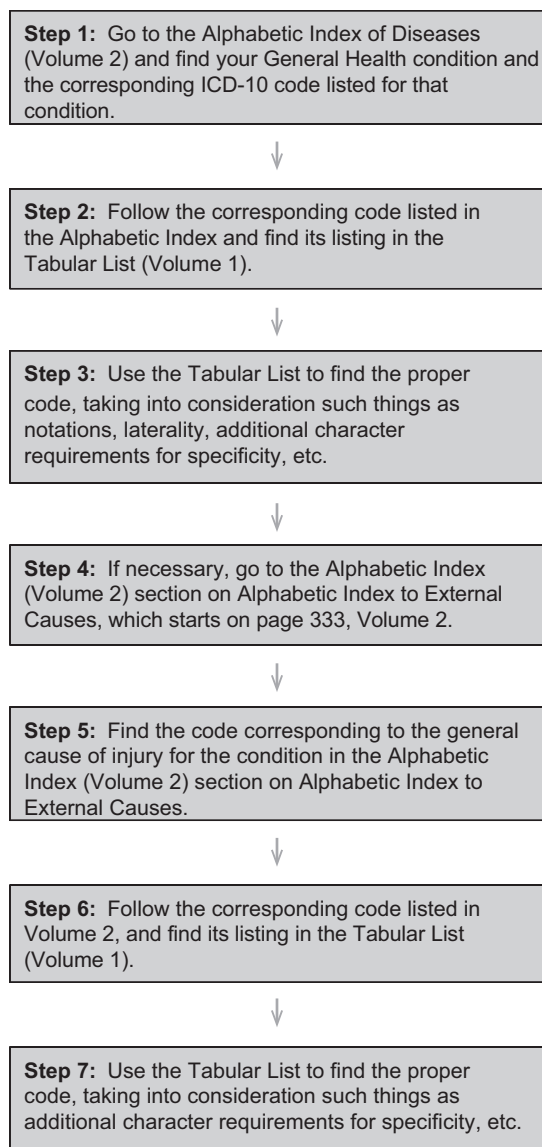 Step 1: Go to the Alphabetic Index of Diseases
(Volume 2) and find your General Health condition and
the corresponding ICD-10 code listed for that
condition.
Step 2: Follow the corresponding code listed in
the Alphabetic Index and find its listing in the
Tabular List (Volume 1).
Step 3: Use the Tabular List to find the proper
code, taking into consideration such things as
notations, laterality, additional character
requirements for specificity, etc.
Step 4: If necessary, go to the Alphabetic Index
(Volume 2) section on Alphabetic Index to External
Causes, which starts on page 333, Volume 2.
Step 5: Find the code corresponding to the general
cause of injury for the condition in the Alphabetic
Index (Volume 2) section on Alphabetic Index to
External Causes.
Step 6: Follow the corresponding code listed in
Volume 2, and find its listing in the Tabular List
(Volume 1).
Step 7: Use the Tabular List to find the proper
code, taking into consideration such things as
additional character requirements for specificity, etc.